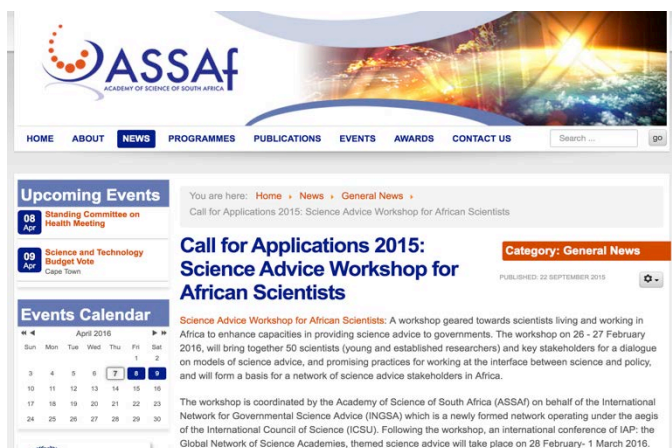 ASSAf
ACADEMY OF SCIENCE OF SOUTH AFRICA
HOME ABOUT NEWS PROGRAMMES PUBLICATIONS EVENTS AWARDS CONTACT US Search ... go
Upcoming Events
08 Apr Standing Committee on
Health Meeting
09 Apr Science and Technology
Budget Vote
Cape Town
Events Calendar
April 2016
Sun Mon Tue Wed Thu Fri Sat
1 2
3 4 5 6 7 8 9
10 11 12 13 14 15 16
17 18 19 20 21 22 23
24 25 26 27 28 29 30
You are here: Home News General News
Call for Applications 2015: Science Advice Workshop for African Scientists
Call for Applications 2015:
Science Advice Workshop for
African Scientists
Category: General News
PUBLISHED: 22 SEPTEMBER 2015
Science Advice Workshop for African Scientists: A workshop geared towards scientists living and working in
Africa to enhance capacities in providing science advice to governments. The workshop on 26 - 27 February
2016, will bring together 50 scientists (young and established researchers) and key stakeholders for a dialogue
on models of science advice, and promising practices for working at the interface between science and policy,
and will form a basis for a network of science advice stakeholders in Africa.
The workshop is coordinated by the Academy of Science of South Africa (ASSAf) on behalf of the International
Network for Governmental Science Advice (INGSA) which is a newly formed network operating under the aegis
of the International Council of Science (ICSU). Following the workshop, an international conference of IAP: the
Global Network of Science Academies, themed science advice will take place on 28 February- 1 March 2016.